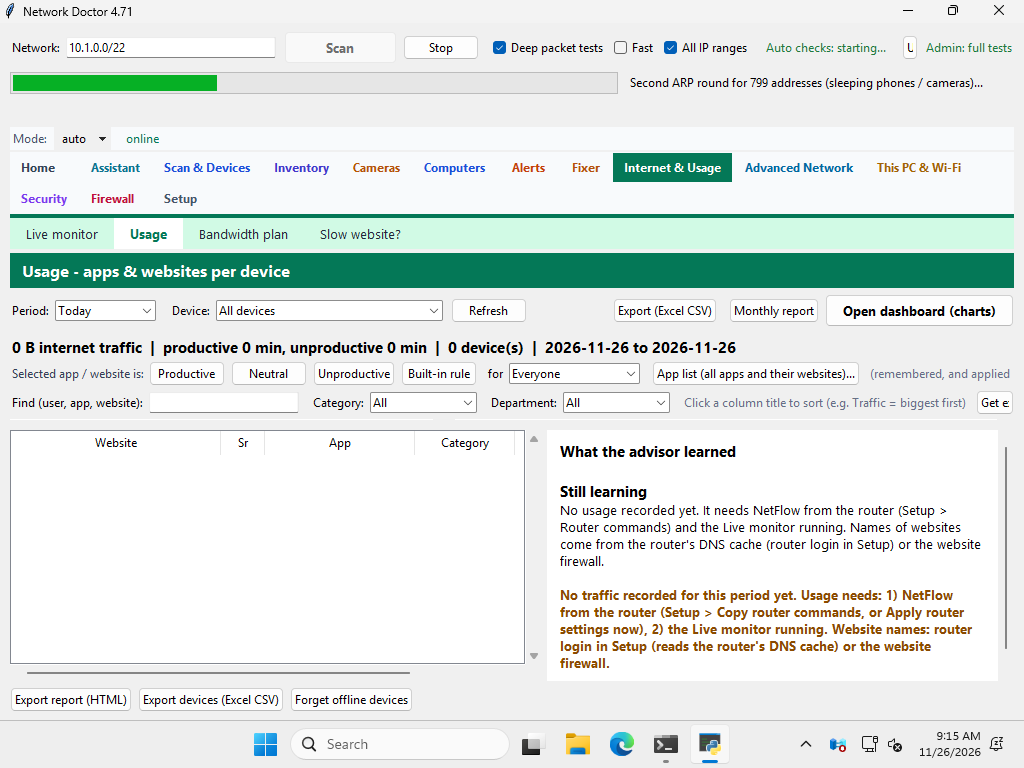 Network Doctor 4.71
Network: 10.1.0.0/22 Scan Stop Deep packet tests Fast All IP ranges Auto checks: starting... U Admin: full tests
Second ARP round for 799 addresses (sleeping phones / cameras)...
Mode: auto online
Home Assistant Scan & Devices Inventory Cameras Computers Alerts Fixer Internet & Usage Advanced Network This PC & Wi-Fi
Security Firewall Setup
Live monitor Usage Bandwidth plan Slow website?
Usage - apps & websites per device
Period: Today Device: All devices Refresh Export (Excel CSV) Monthly report Open dashboard (charts)
0 B internet traffic | productive 0 min, unproductive 0 min | 0 device(s) | 2026-11-26 to 2026-11-26
Selected app / website is: Productive Neutral Unproductive Built-in rule for Everyone App list (all apps and their websites)... (remembered, and applied
Find (user, app, website): Category: All Department: All Click a column title to sort (e.g. Traffic = biggest first) Get e
Website Sr App Category
What the advisor learned
Still learning
No usage recorded yet. It needs NetFlow from the router (Setup >
Router commands) and the Live monitor running. Names of websites
come from the router's DNS cache (router login in Setup) or the website
firewall.
No traffic recorded for this period yet. Usage needs: 1) NetFlow
from the router (Setup > Copy router commands, or Apply router
settings now), 2) the Live monitor running. Website names: router
login in Setup (reads the router's DNS cache) or the website
firewall.
Export report (HTML) Export devices (Excel CSV) Forget offline devices
Search
9:15 AM
11/26/2026